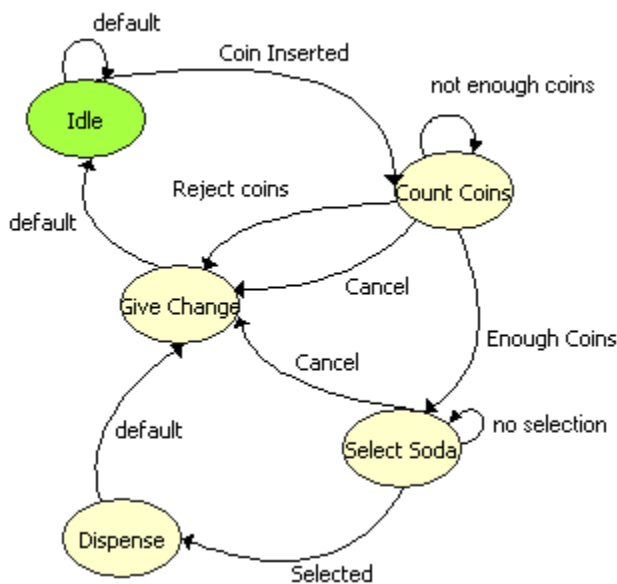 default
Coin Inserted
not enough coins
Idle
Reject coins
Count Coins
default
Cancel
Give Change
Enough Coins
Cancel
no selection
default
Select Soda
Dispense
Selected